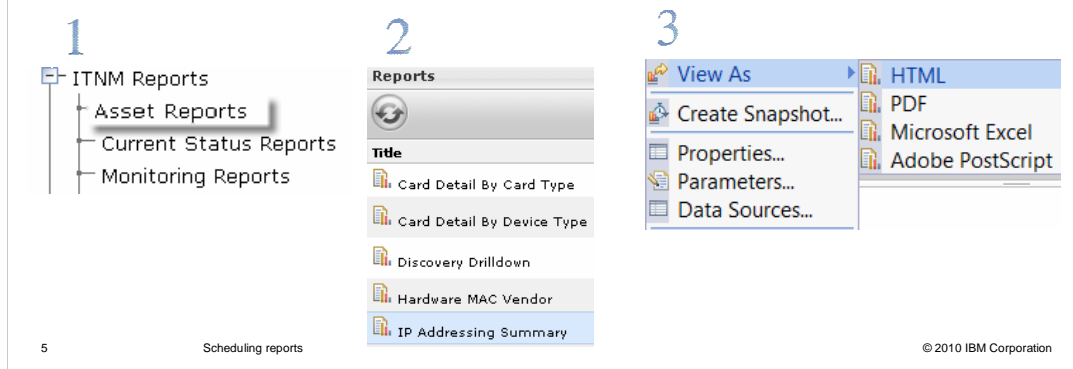 1
ITNM Reports
Asset Reports
Current Status Reports
Monitoring Reports
2
Reports
Title
Card Detail By Card Type
Card Detail By Device Type
Discovery Drilldown
Hardware MAC Vendor
IP Addressing Summary
3
View As
Create Snapshot...
Properties...
Parameters...
Data Sources...
HTML
PDF
Microsoft Excel
Adobe PostScript
5
Scheduling reports
© 2010 IBM Corporation